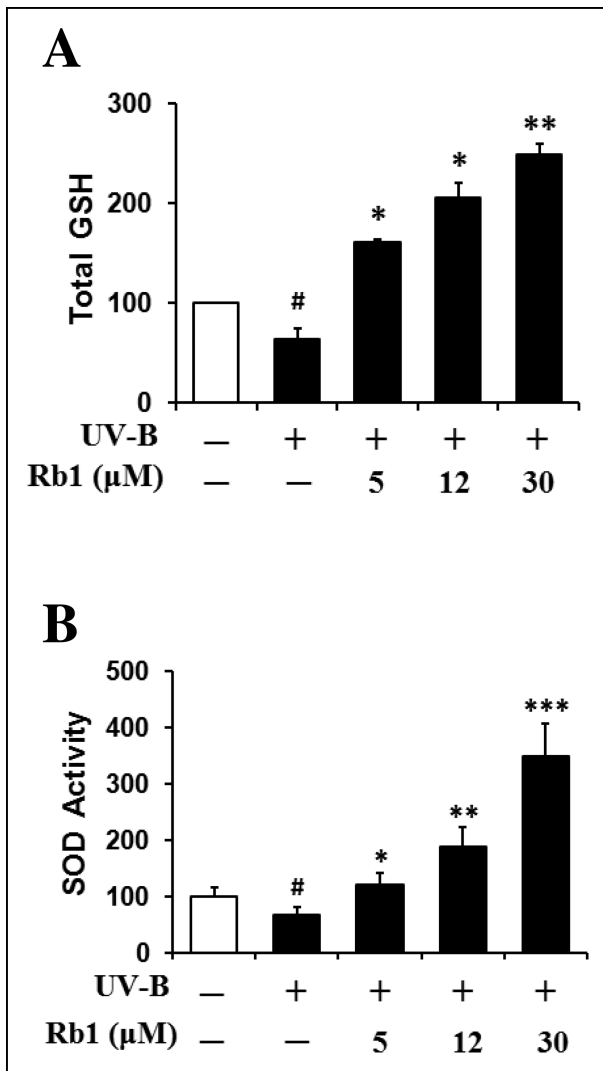 A
Total GSH
300
**
*
*
200
100
#
0
UV-B — + + + +
Rb1 (µM) — — 5 12 30
B
SOD Activity
500
***
400
300
**
200
*
#
100
0
UV-B — + + + +
Rb1 (µM) — — 5 12 30